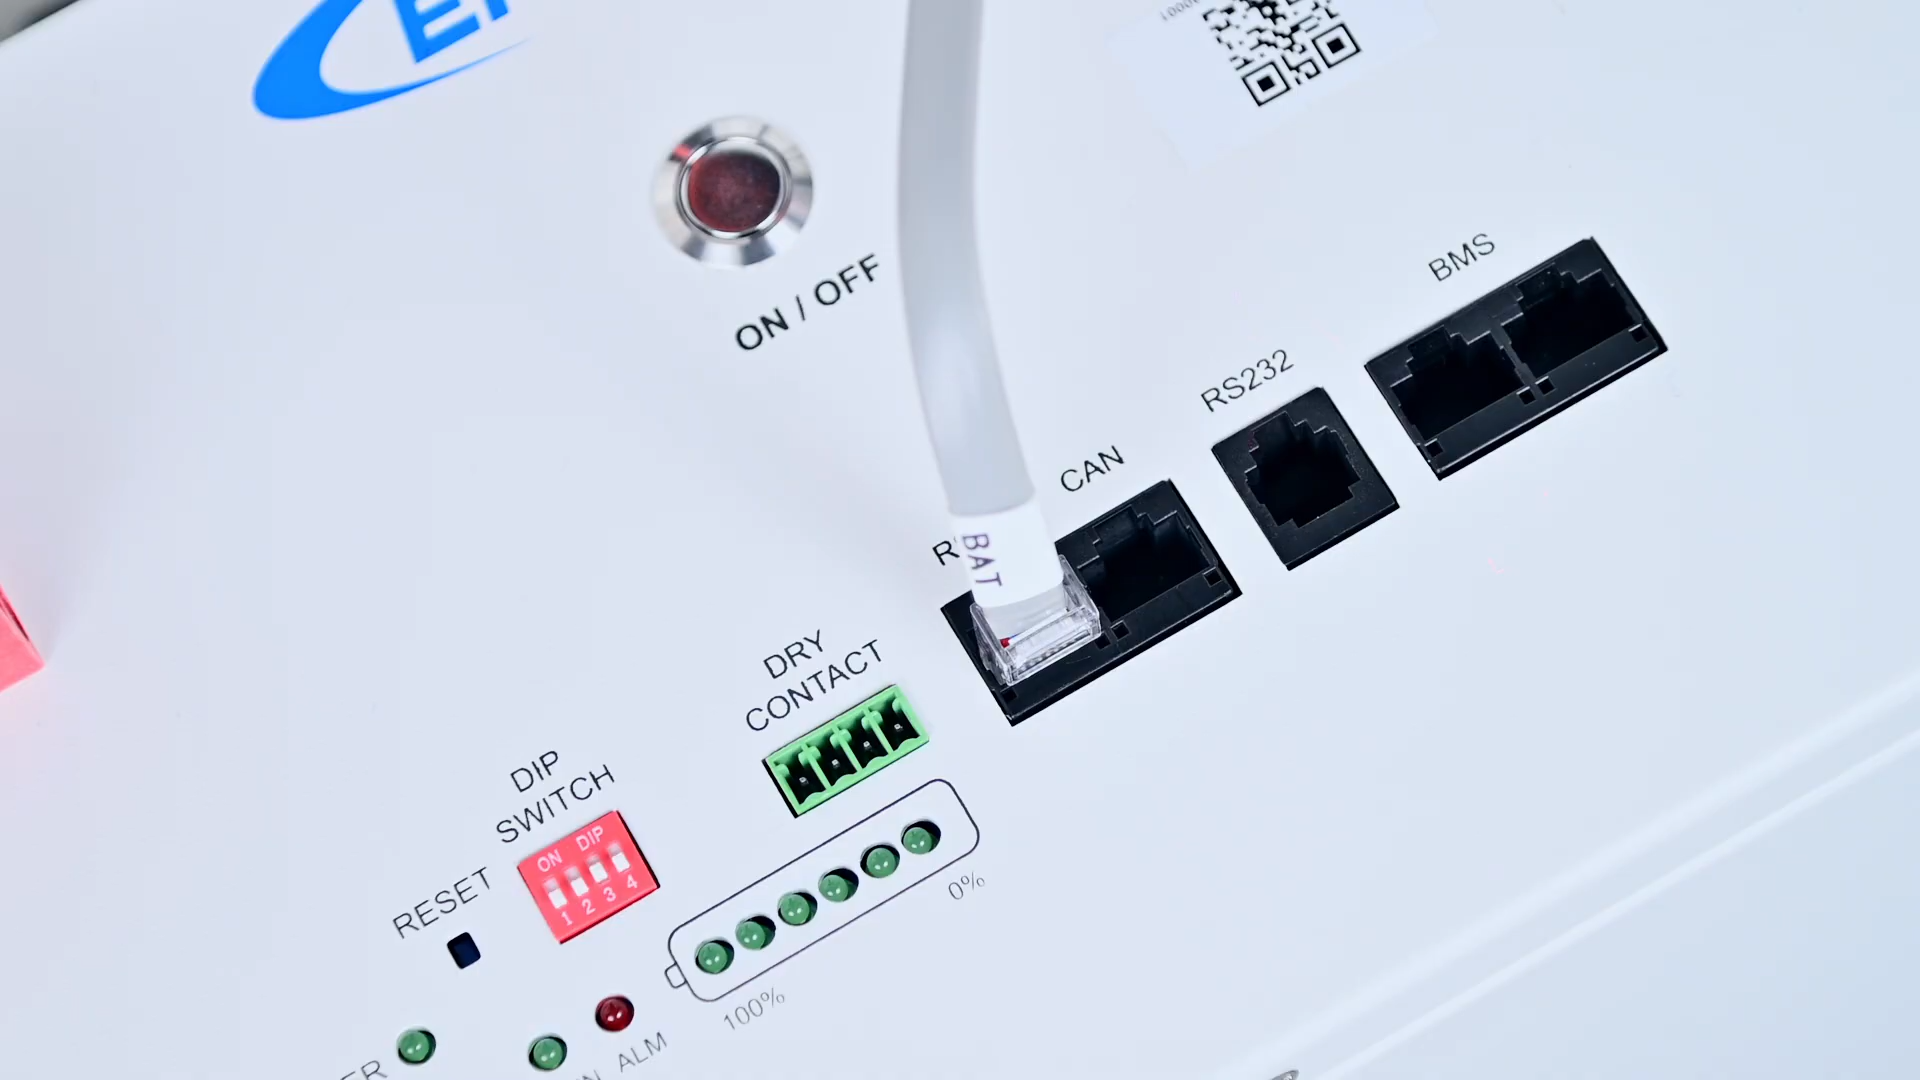 ON / OFF
BMS
RS232
CAN
BAT
DRY
CONTACT
DIP
SWITCH
ON DIP
1 2 3 4
RESET
0%
100%
ALM